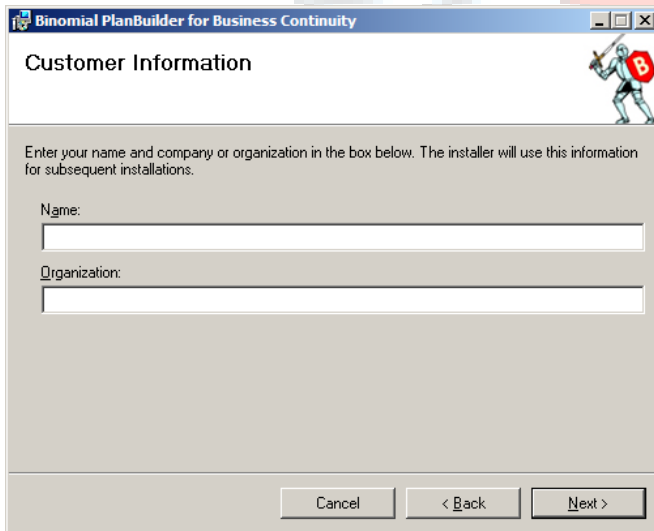 Binomial PlanBuilder for Business Continuity
Customer Information
B
Enter your name and company or organization in the box below. The installer will use this information
for subsequent installations.
Name:
Organization:
Cancel
< Back
Next >